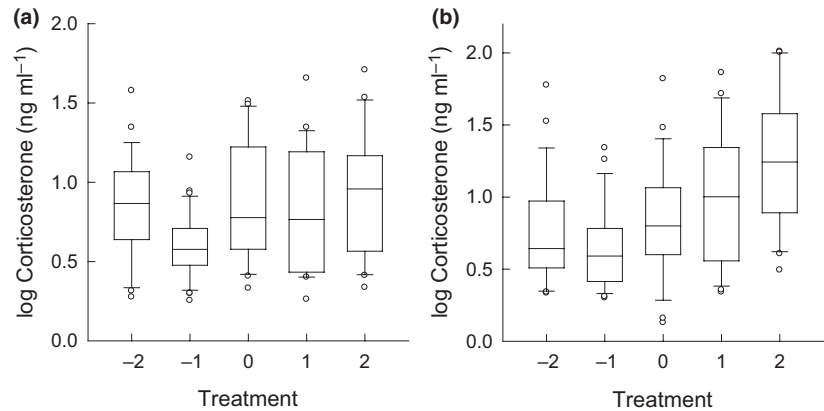 (a)
2.0
1.5
1.0
0.5
0.0
log Corticosterone (ng ml⁻¹)
–2 –1 0 1 2
Treatment
(b)
2.0
1.5
1.0
0.5
0.0
log Corticosterone (ng ml⁻¹)
–2 –1 0 1 2
Treatment